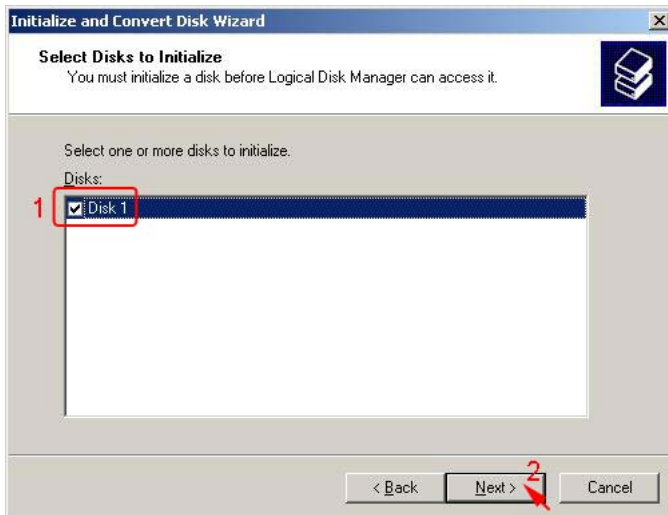 Initialize and Convert Disk Wizard
Select Disks to Initialize
You must initialize a disk before Logical Disk Manager can access it.
Select one or more disks to initialize.
Disks:
1 Disk 1
2
< Back Next > Cancel